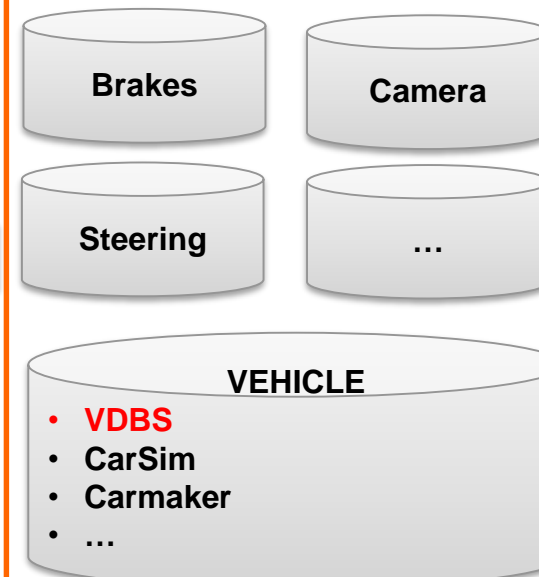 Brakes
Camera
Steering
…
VEHICLE
• VDBS
• CarSim
• Carmaker
• …